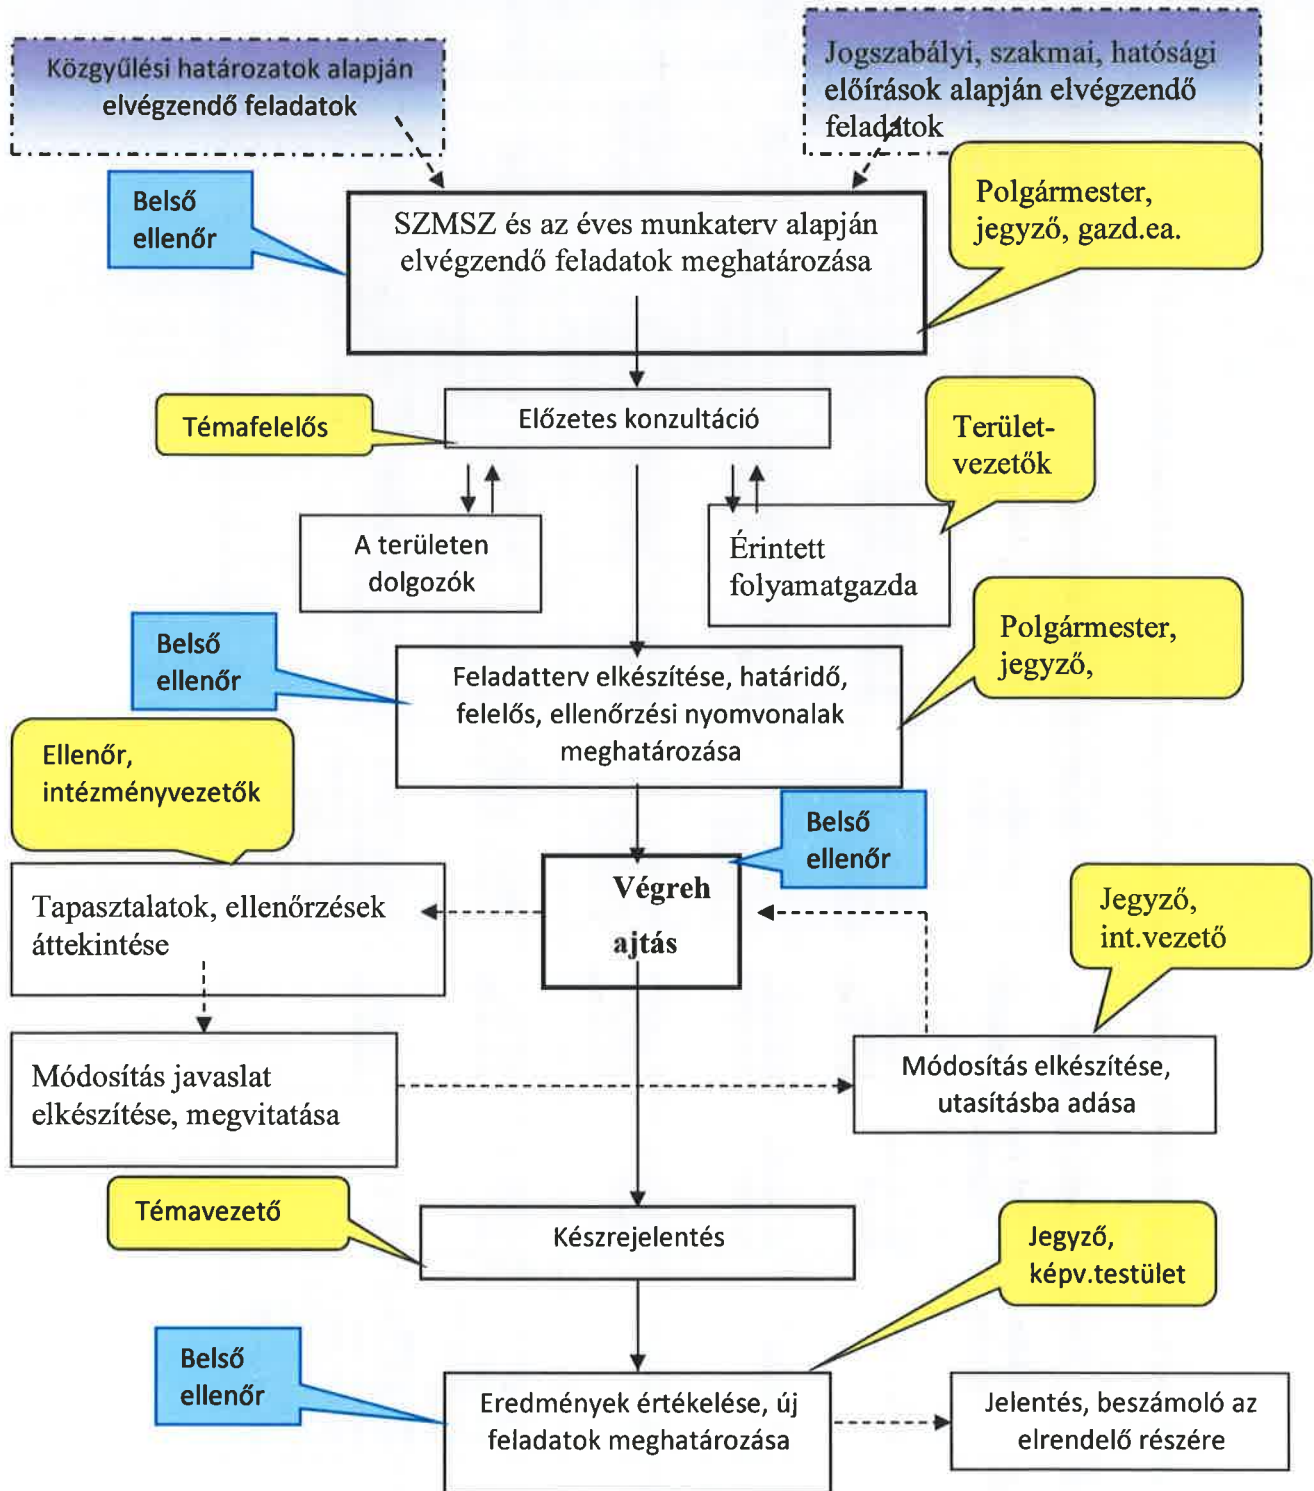 Közgyűlési határozatok alapján
elvégzendő feladatok
Jogszabályi, szakmai, hatósági
előírások alapján elvégzendő
feladatok
Belső
ellenőr
SZMSZ és az éves munkaterv alapján
elvégzendő feladatok meghatározása
Polgármester,
jegyző, gazd.ea.
Témafelelős
Előzetes konzultáció
Terület-
vezetők
A területen
dolgozók
Érintett
folyamatgazda
Belső
ellenőr
Feladatterv elkészítése, határidő,
felelős, ellenőrzési nyomvonalak
meghatározása
Polgármester,
jegyző,
Ellenőr,
intézményvezetők
Belső
ellenőr
Tapasztalatok, ellenőrzések
áttekintése
Végreh
ajtás
Jegyző,
int.vezető
Módosítás javaslat
elkészítése, megvitatása
Módosítás elkészítése,
utasításba adása
Témavezető
Készrejelentés
Jegyző,
képv.testület
Belső
ellenőr
Eredmények értékelése, új
feladatok meghatározása
Jelentés, beszámoló az
elrendelő részére